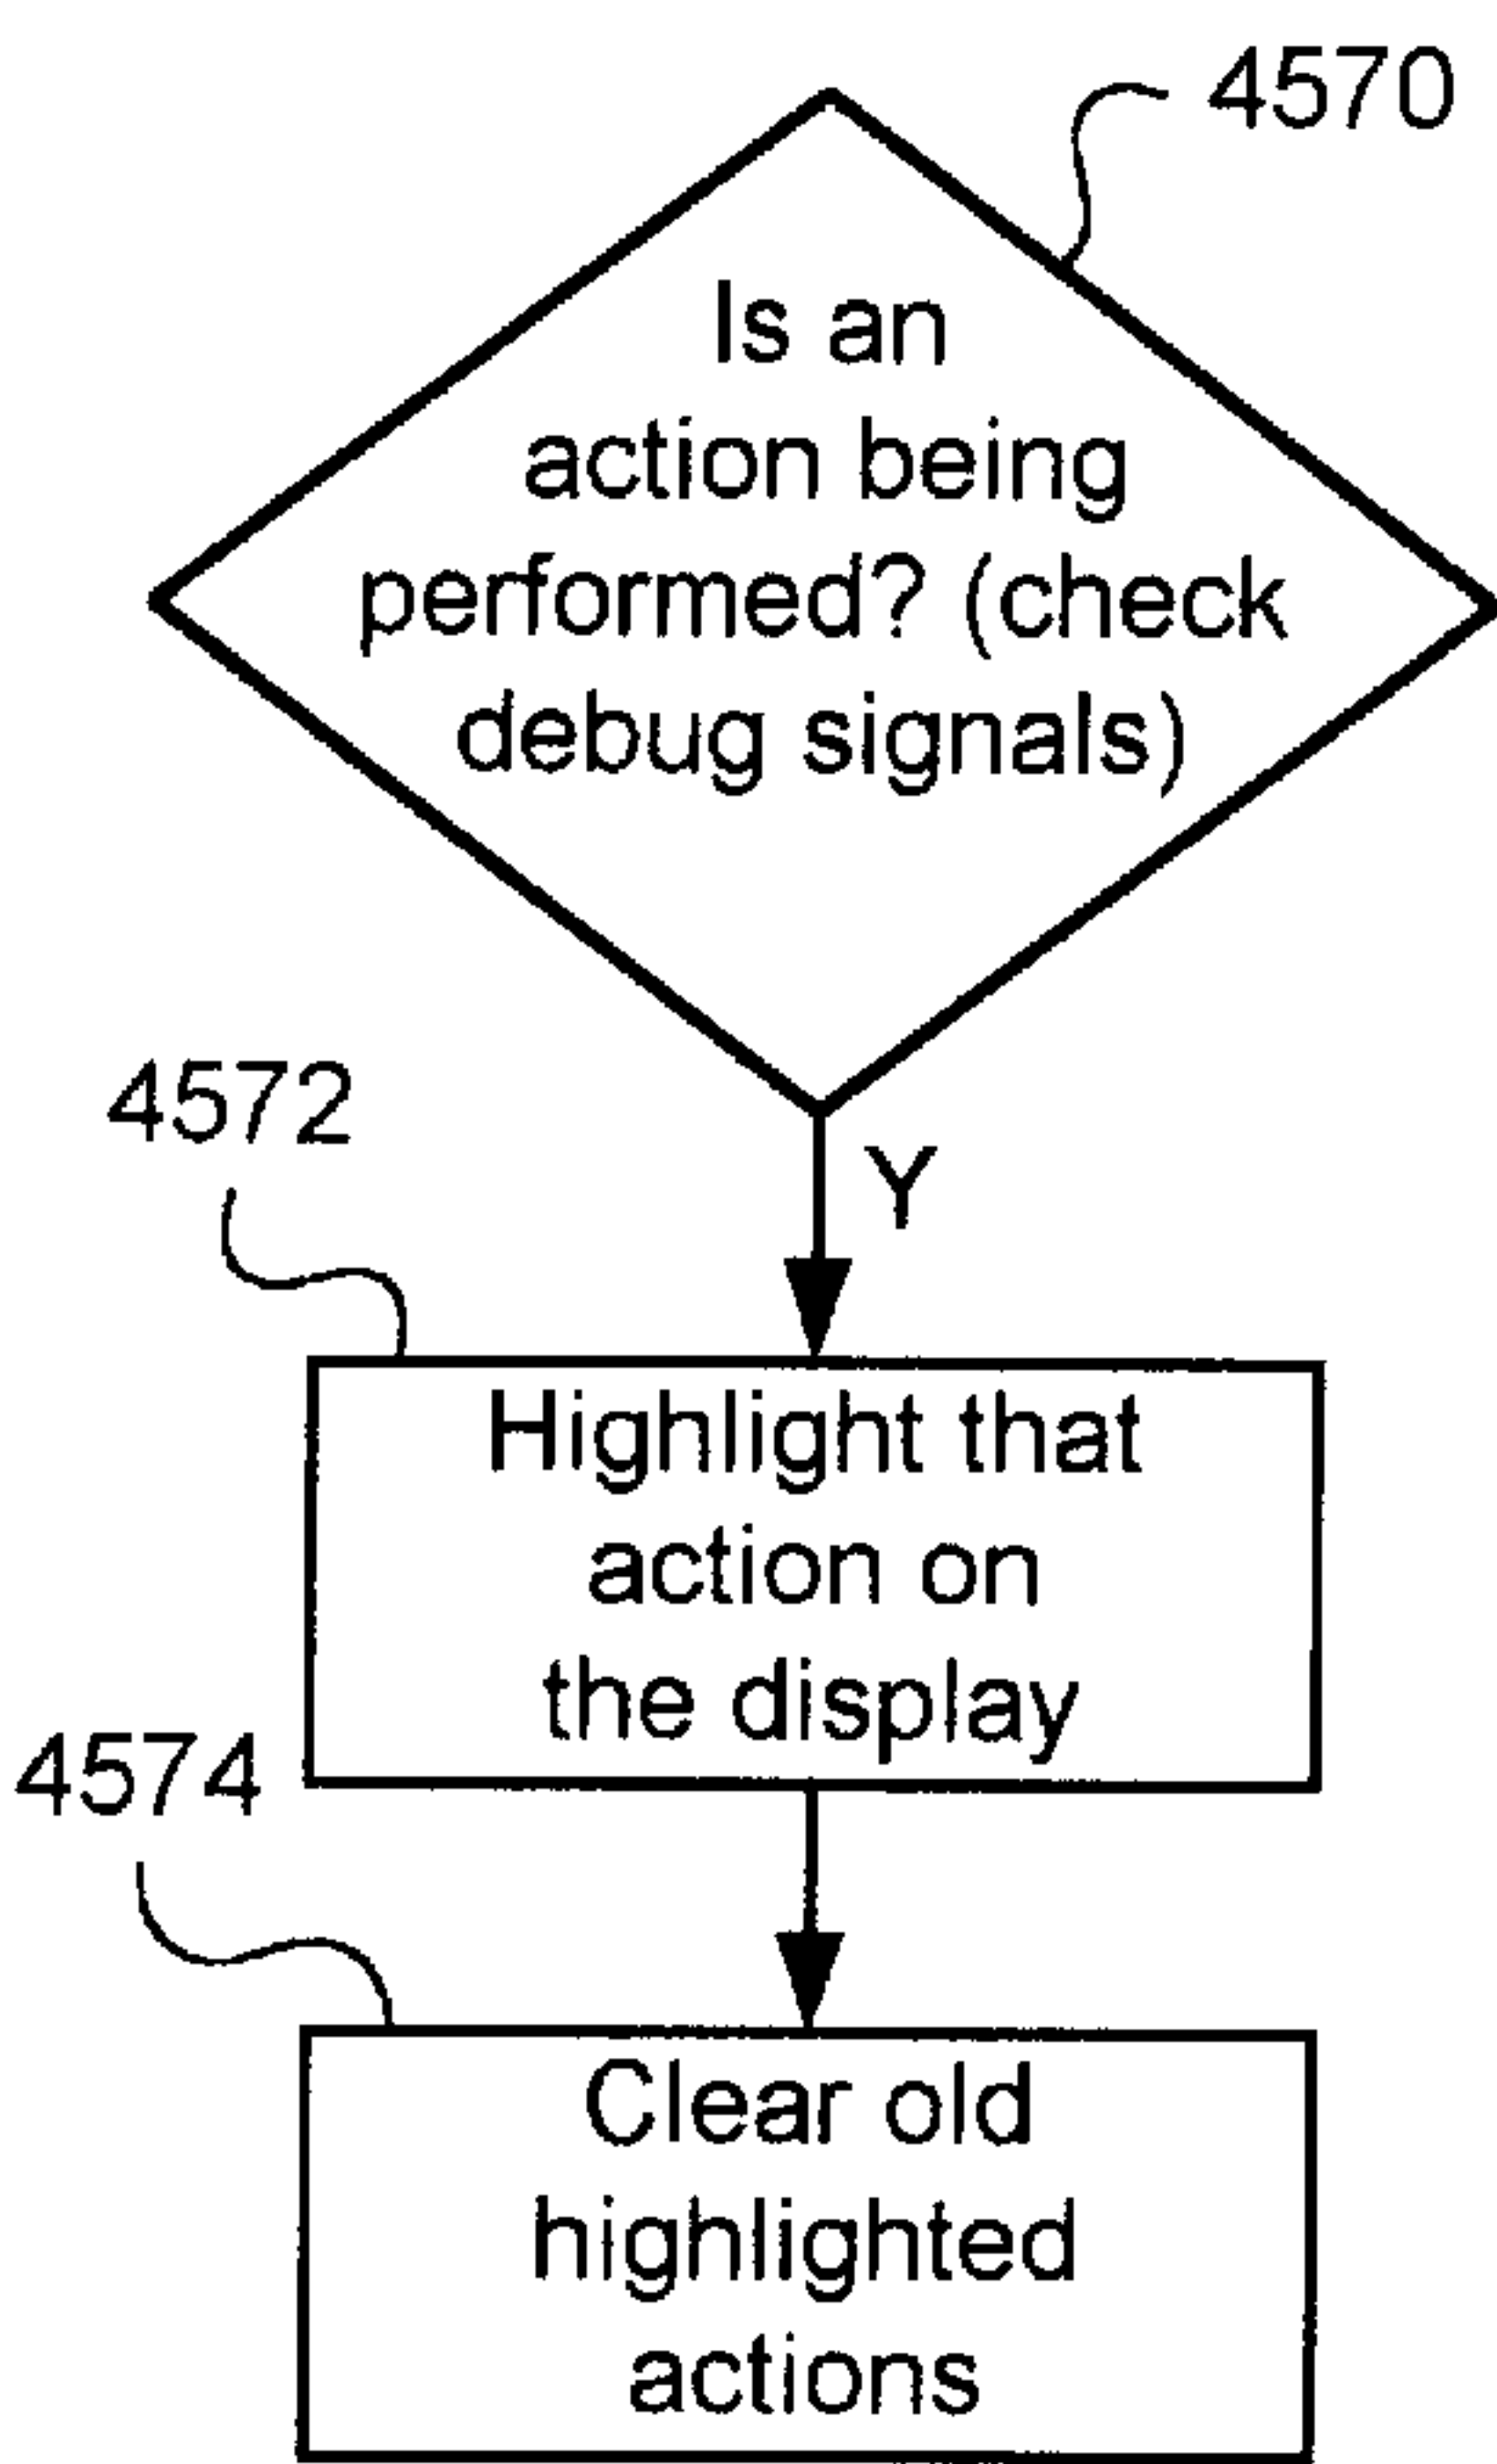 4570
Is an
action being
performed? (check
debug signals)
4572
Y
Highlight that
action on
the display
4574
Clear old
highlighted
actions